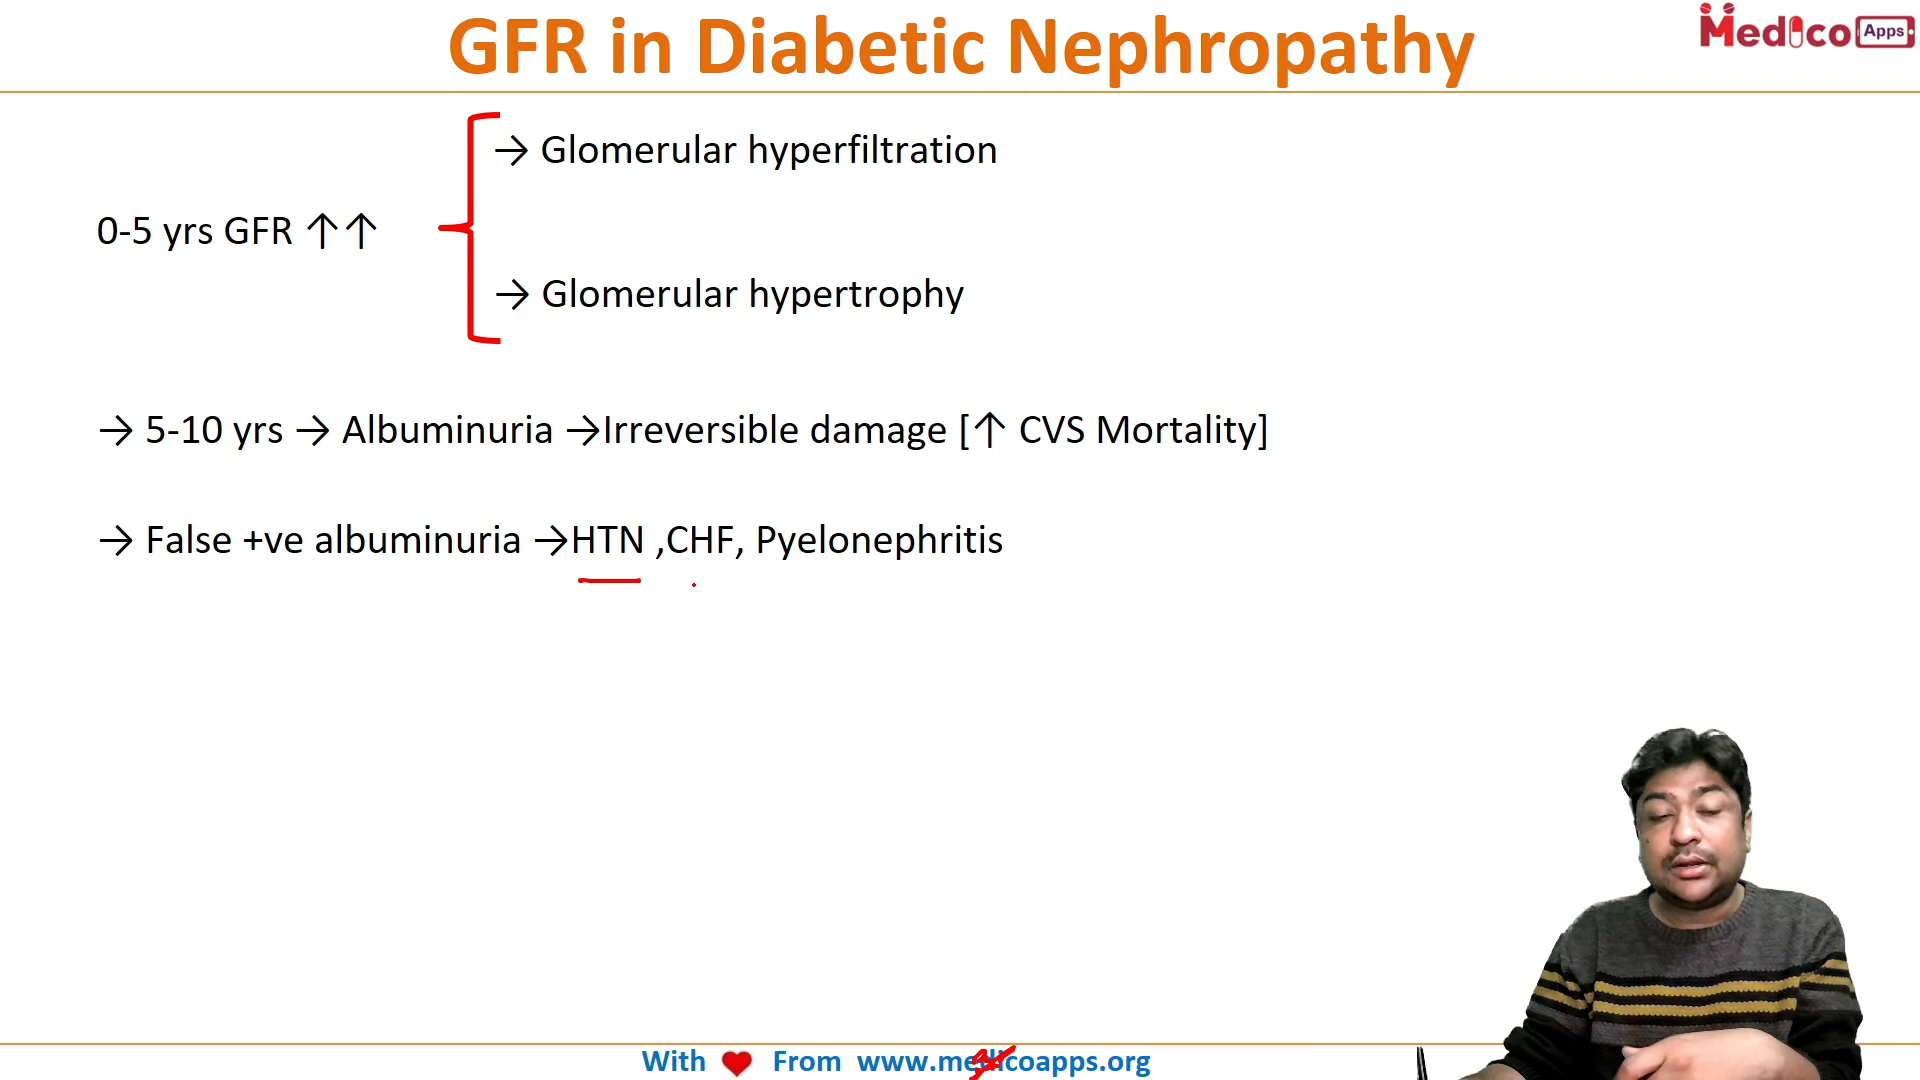 GFR in Diabetic Nephropathy
Medico Apps
→ Glomerular hyperfiltration
0-5 yrs GFR ↑↑
→ Glomerular hypertrophy
→ 5-10 yrs → Albuminuria →Irreversible damage [↑ CVS Mortality]
→ False +ve albuminuria →HTN ,CHF, Pyelonephritis
With ❤ From www.medicoapps.org